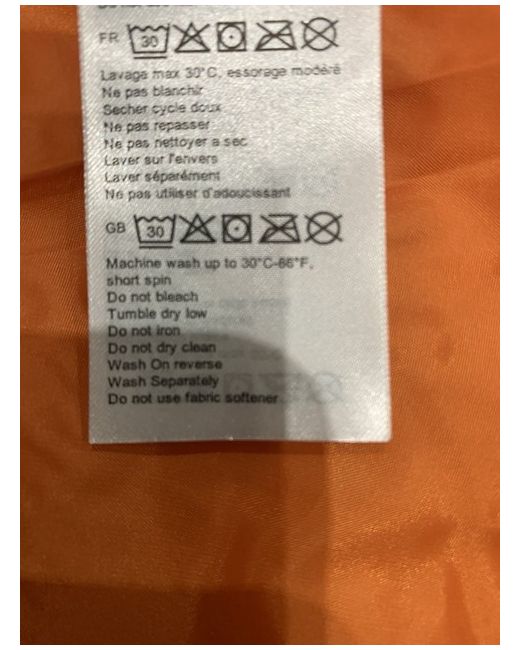 FR 30
Lavage max 30°C, essorage modéré
Ne pas blanchir
Secher cycle doux
Ne pas repasser
Ne pas nettoyer a sec
Laver sur l'envers
Laver séparément
Ne pas utiliser d'adoucissant
GB 30
Machine wash up to 30°C-86°F,
short spin
Do not bleach
Tumble dry low
Do not iron
Do not dry clean
Wash On reverse
Wash Separately
Do not use fabric softener